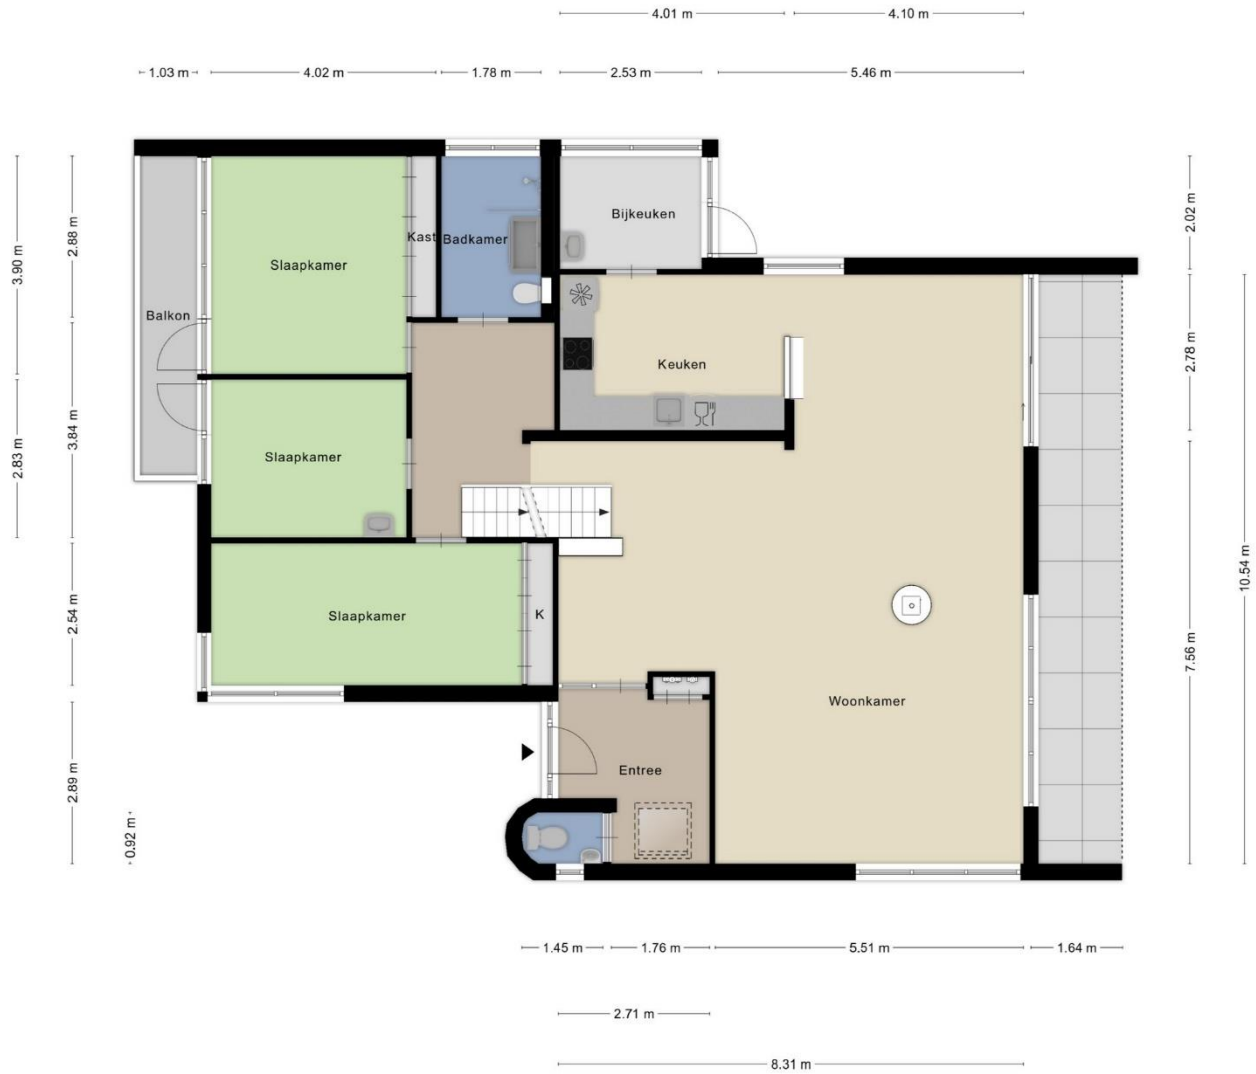 4.01 m 4.10 m
1.03 m 4.02 m 1.78 m 2.53 m 5.46 m
2.02 m
Bijkeuken
2.88 m
Kast Badkamer
3.90 m
Slaapkamer
Balkon
2.78 m
Keuken
3.84 m
2.83 m
Slaapkamer
10.54 m
2.54 m
Slaapkamer K
7.56 m
Woonkamer
2.89 m
Entree
0.92 m
1.45 m 1.76 m 5.51 m 1.64 m
2.71 m
8.31 m